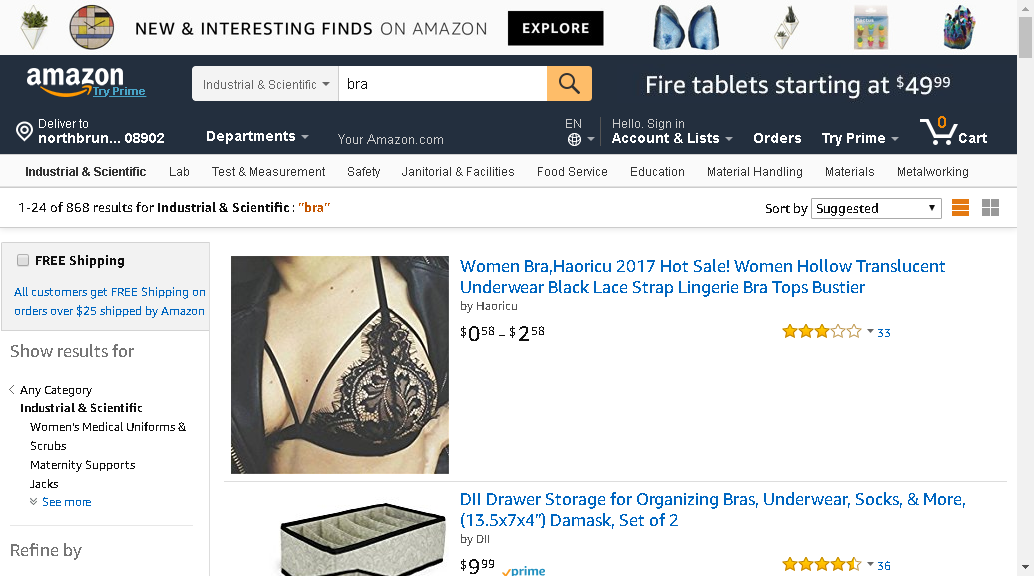 NEW & INTERESTING FINDS ON AMAZON EXPLORE
Cactus
amazon
Try Prime
Industrial & Scientific
bra
Fire tablets starting at $49.99
Deliver to
northbrun... 08902
Departments
Your Amazon.com
EN
Hello. Sign in
Account & Lists
Orders
Try Prime
0
Cart
Industrial & Scientific Lab Test & Measurement Safety Janitorial & Facilities Food Service Education Material Handling Materials Metalworking
1-24 of 868 results for Industrial & Scientific : "bra"
Sort by Suggested
FREE Shipping
All customers get FREE Shipping on
orders over $25 shipped by Amazon
Show results for
Any Category
Industrial & Scientific
Women's Medical Uniforms &
Scrubs
Maternity Supports
Jacks
See more
Refine by
Women Bra,Haoricu 2017 Hot Sale! Women Hollow Translucent
Underwear Black Lace Strap Lingerie Bra Tops Bustier
by Haoricu
$0 58 - $2 58
33
DII Drawer Storage for Organizing Bras, Underwear, Socks, & More,
(13.5x7x4") Damask, Set of 2
by DII
$9 99 prime
36